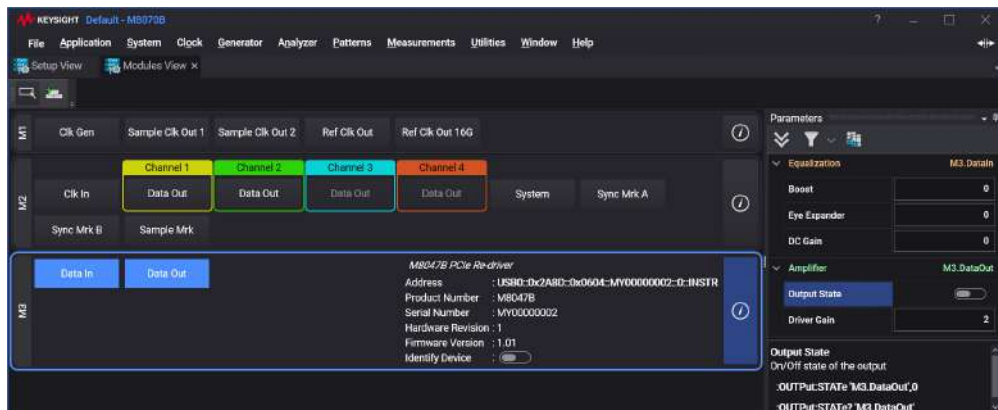 KEYSIGHT Default - M8070B
File Application System Clock Generator Analyzer Patterns Measurements Utilities Window Help
Setup View Modules View ×
M1
Clk Gen Sample Clk Out 1 Sample Clk Out 2 Ref Clk Out Ref Clk Out 16G
M2
Channel 1 Channel 2 Channel 3 Channel 4
Clk In Data Out Data Out Data Out Data Out System Sync Mrk A
Sync Mrk B Sample Mrk
M3
Data In Data Out
M8047B PCIe Re-driver
Address : USB0::0x2A8D::0x0604::MY00000002::0::INSTR
Product Number : M8047B
Serial Number : MY00000002
Hardware Revision : 1
Firmware Version : 1.01
Identify Device :
Parameters
Equalization M3.DataIn
Boost 0
Eye Expander 0
DC Gain 0
Amplifier M3.DataOut
Output State
Driver Gain 2
Output State
On/Off state of the output
:OUTPut:STATe 'M3.DataOut',0
:OUTPut:STATe? 'M3.DataOut'